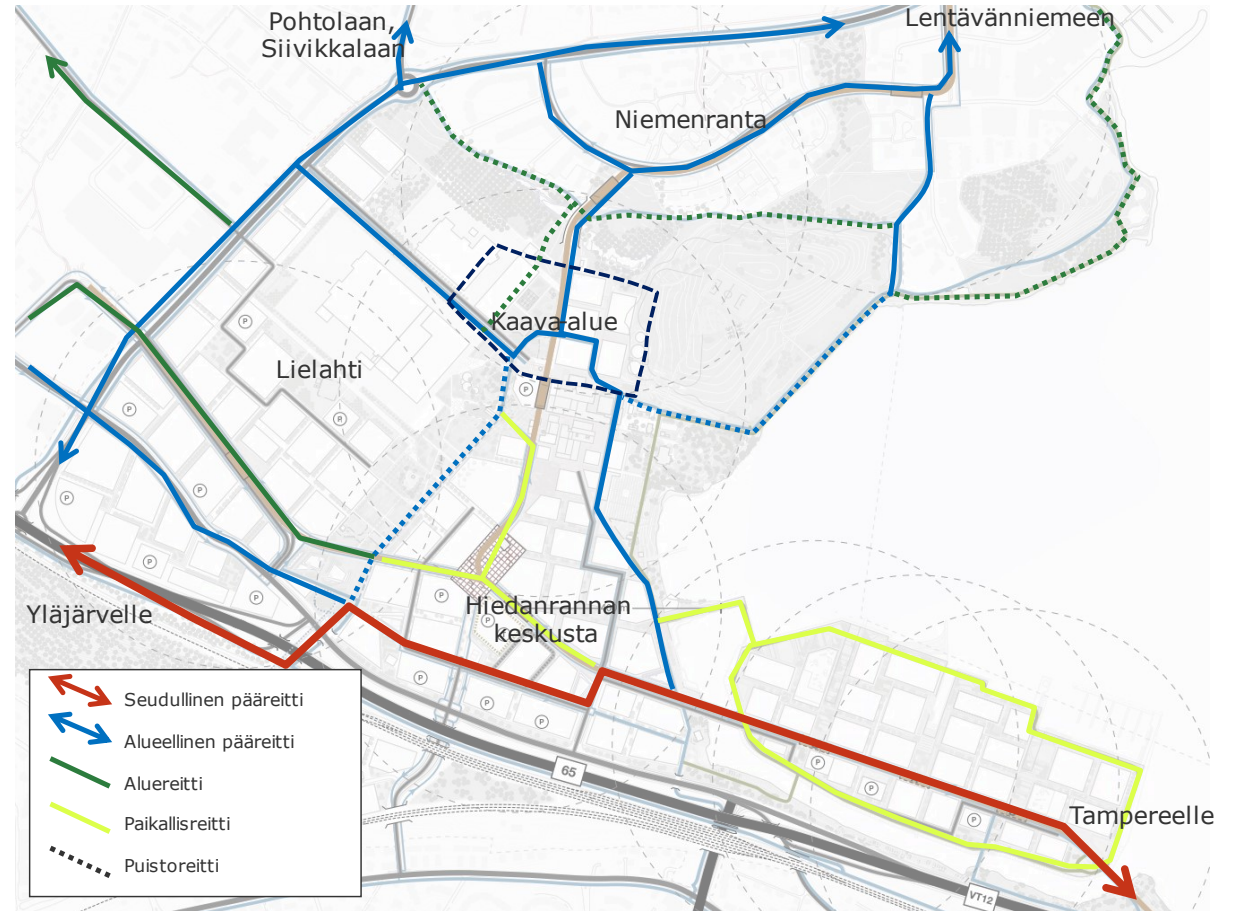 Pohtolaan,
Siivikkalaan
Lentävänniemeen
Niemenranta
Kaava-alue
Lielahti
P
P
P
P
P
P
P
P
P
Hiedanrannan
keskusta
Yläjärvelle
P
P
P
65
P
P
P
Tampereelle
VT12
Seudullinen pääreitti
Alueellinen pääreitti
Aluereitti
Paikallisreitti
Puistoreitti